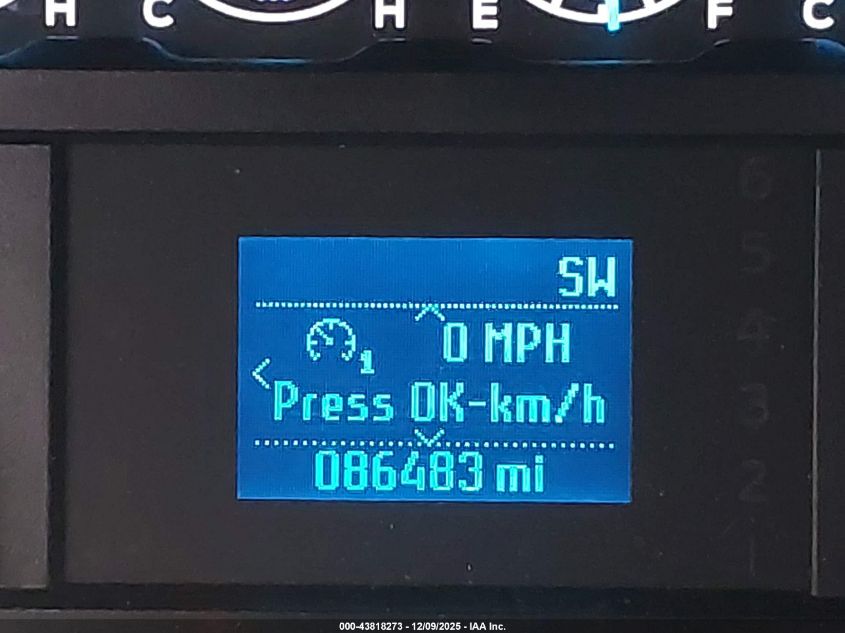 H C H E F C
SW
0 MPH
1
Press OK-km/h
086483 mi
6
5
4
3
2
1
000-43818273 - 12/09/2025 - IAA Inc.